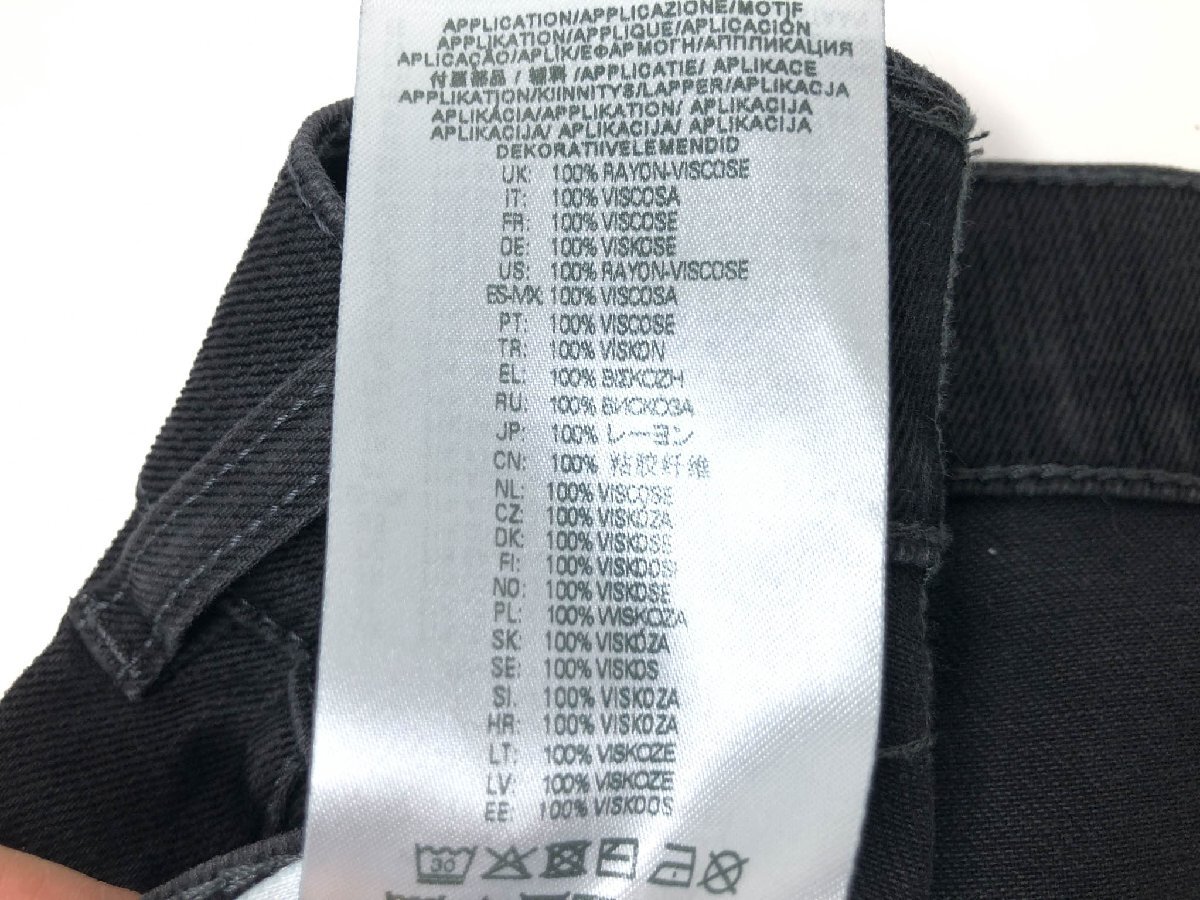 APPLICATION/APPLICAZIONE/MOTIF
APPLIKATION/APPLIQUE/APLICACIÓN
APLICAÇÃO/APLIK/ΕΦΑΡΜΟΓΗ/АППЛИКАЦИЯ
付属部品 / 辅料 /APPLICATIE/ APLIKACE
APPLIKATION/KIINNITYS/LAPPER/APLIKACJA
APLIKÁCIA/APPLIKATION/ APLIKACIJA
APLIKACIJA/ APLIKACIJA/ APLIKĀCIJA
DEKORATIIVELEMENDID
UK: 100% RAYON-VISCOSE
IT: 100% VISCOSA
FR: 100% VISCOSE
DE: 100% VISKOSE
US: 100% RAYON-VISCOSE
ES-MX: 100% VISCOSA
PT: 100% VISCOSE
TR: 100% VİSKON
EL: 100% ΒΙΣΚΟΖΗ
RU: 100% ВИСКОЗА
JP: 100% レーヨン
CN: 100% 粘胶纤维
NL: 100% VISCOSE
CZ: 100% VISKOZA
DK: 100% VISKOSE
FI: 100% VISKOOSI
NO: 100% VISKOSE
PL: 100% WISKOZA
SK: 100% VISKÓZA
SE: 100% VISKOS
SI: 100% VISKOZA
HR: 100% VISKOZA
LT: 100% VISKOZE
LV: 100% VISKOZE
EE: 100% VISKOOS
30